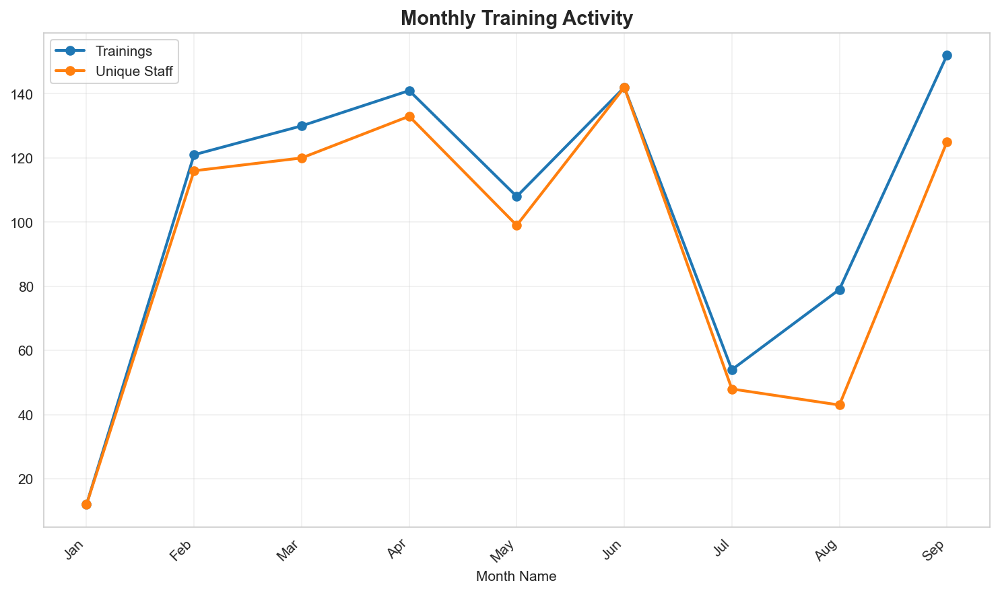 Monthly Training Activity
Trainings
Unique Staff
140
120
100
80
60
40
20
Jan
Feb
Mar
Apr
May
Jun
Jul
Aug
Sep
Month Name